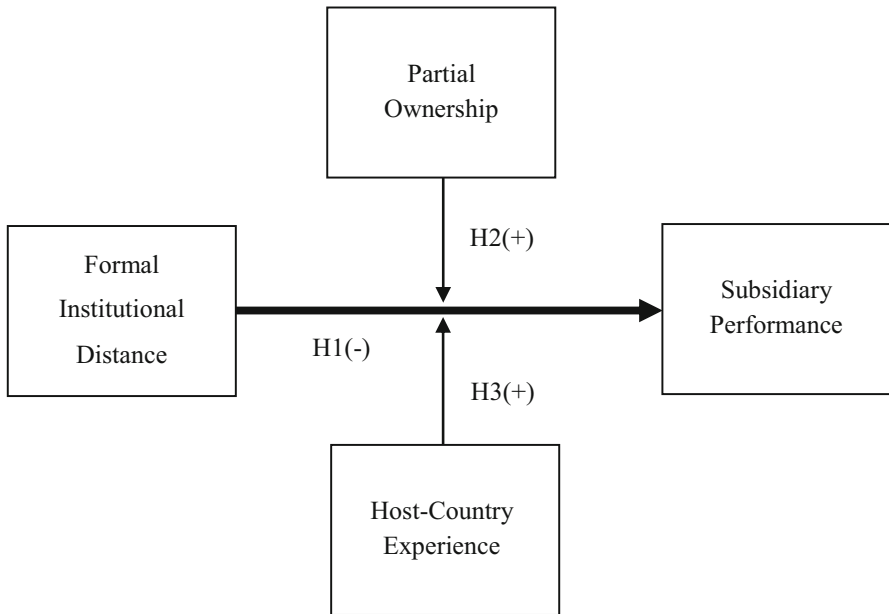 Partial
Ownership
H2(+)
Formal
Institutional
Distance
Subsidiary
Performance
H1(-)
H3(+)
Host-Country
Experience